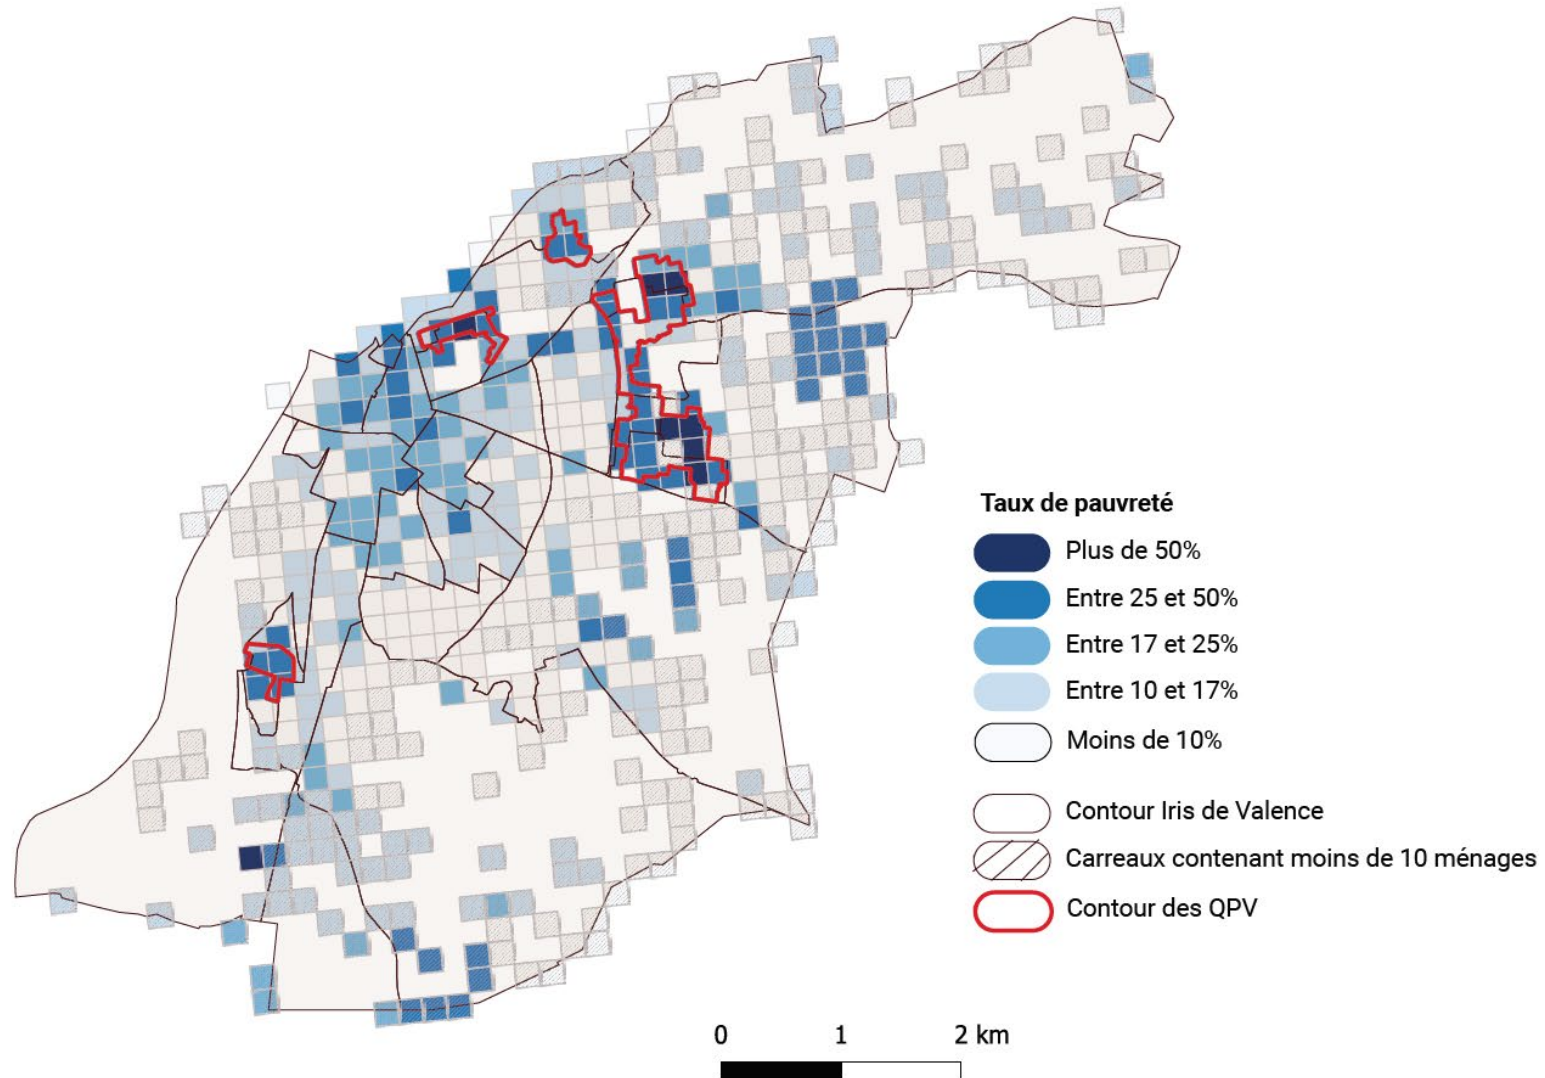 Taux de pauvreté
Plus de 50%
Entre 25 et 50%
Entre 17 et 25%
Entre 10 et 17%
Moins de 10%
Contour Iris de Valence
Carreaux contenant moins de 10 ménages
Contour des QPV
0 1 2 km